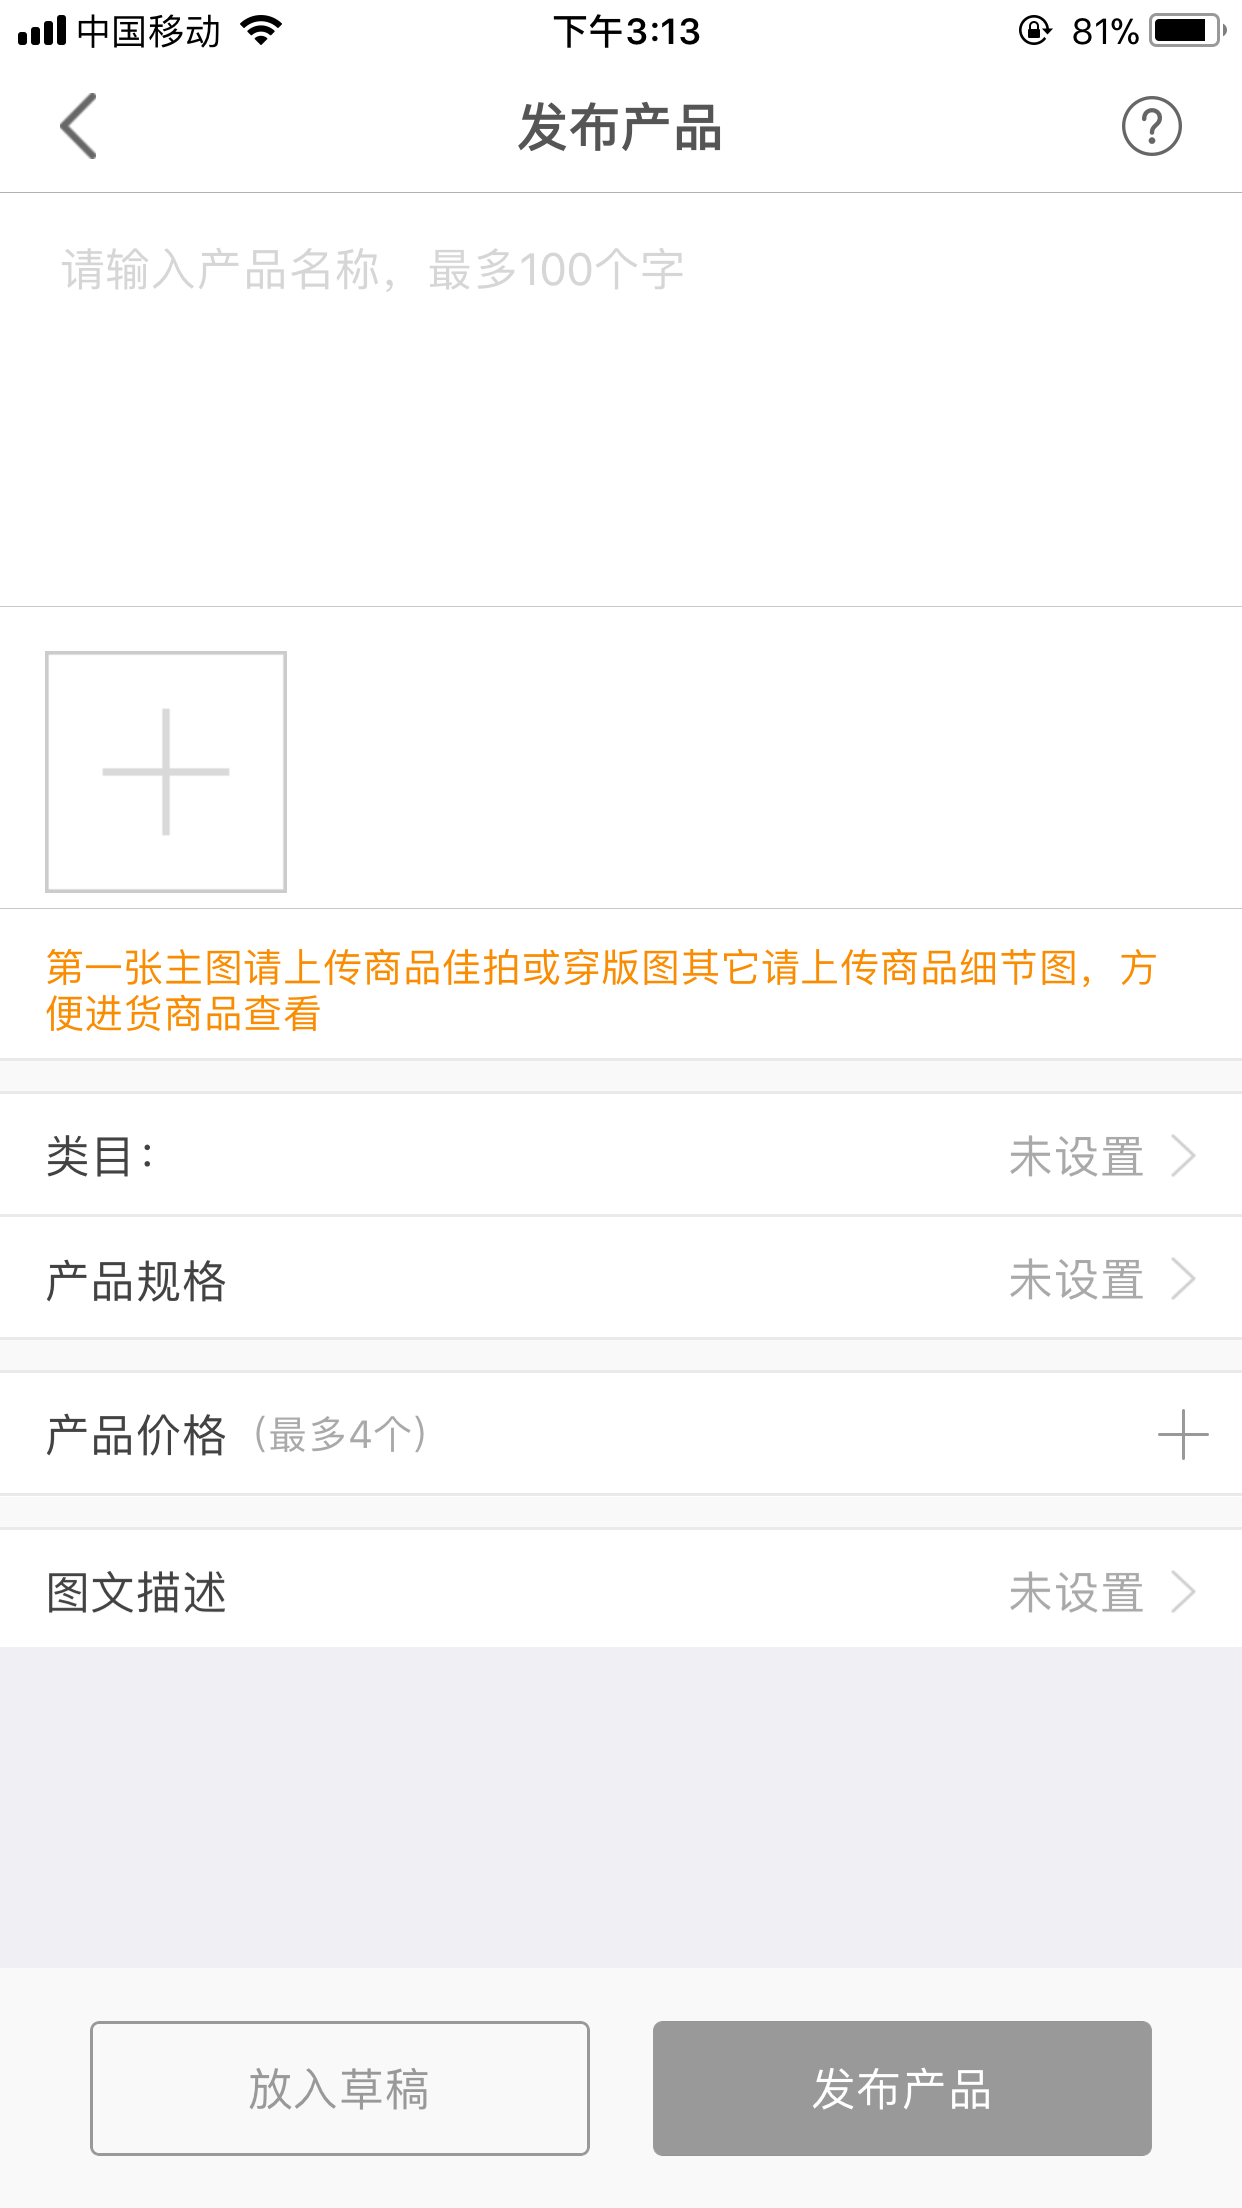 中国移动 下午3:13 81%
发布产品
请输入产品名称，最多100个字
第一张主图请上传商品佳拍或穿版图其它请上传商品细节图，方
便进货商品查看
类目： 未设置
产品规格 未设置
产品价格（最多4个）
图文描述 未设置
放入草稿 发布产品